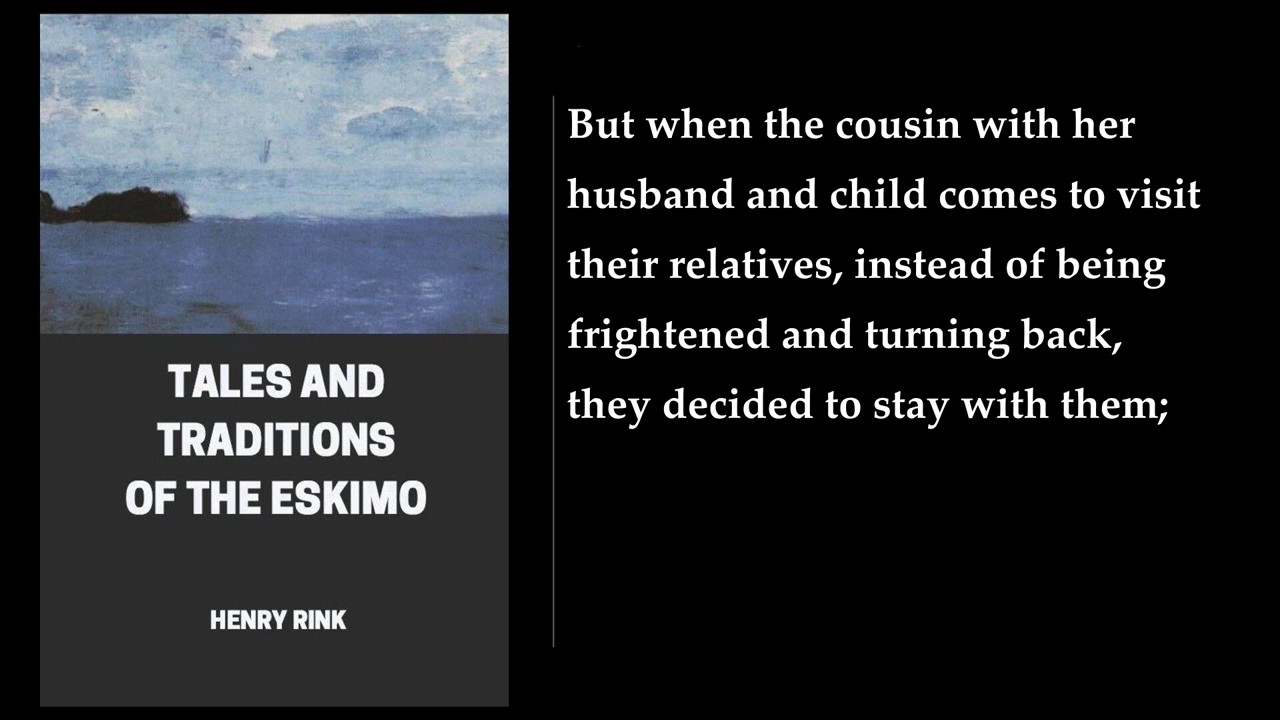 TALES AND
TRADITIONS
OF THE ESKIMO
HENRY RINK
But when the cousin with her
husband and child comes to visit
their relatives, instead of being
frightened and turning back,
they decided to stay with them;